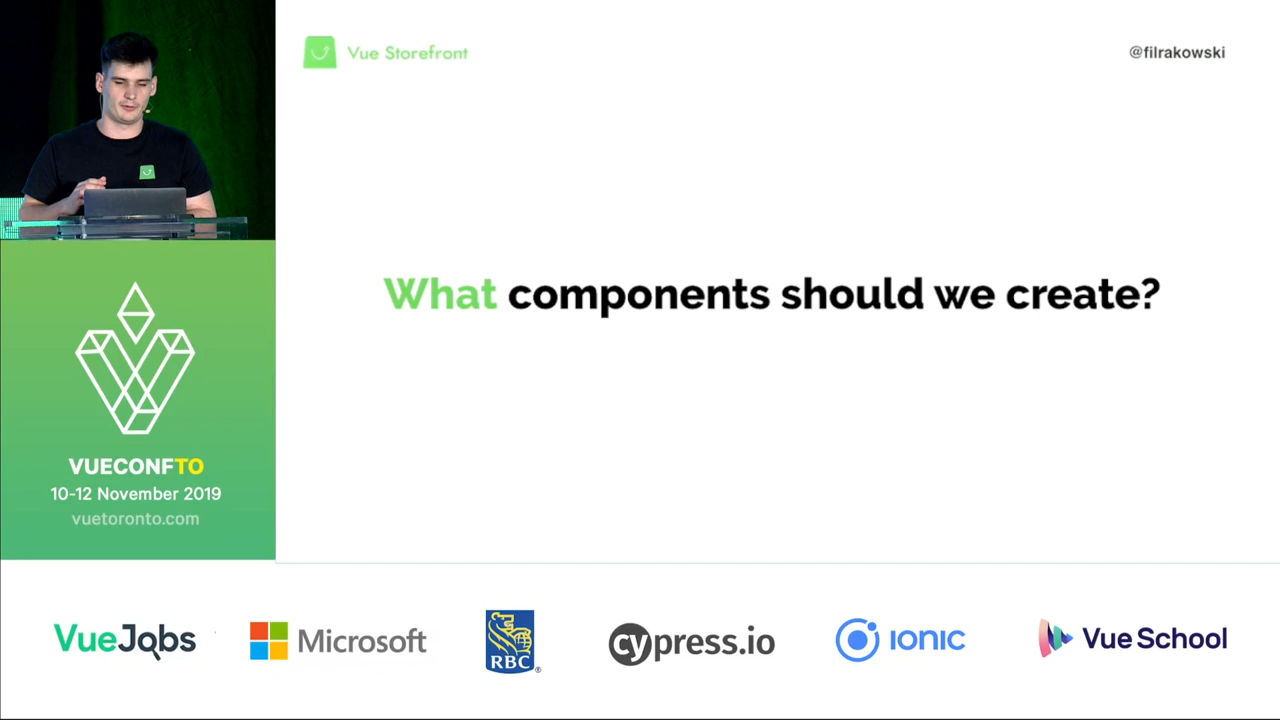 Vue Storefront
@filrakowski
What components should we create?
VUECONFTO
10-12 November 2019
vuetoronto.com
VueJobs
Microsoft
RBC
®
cypress.io
IONIC
Vue School